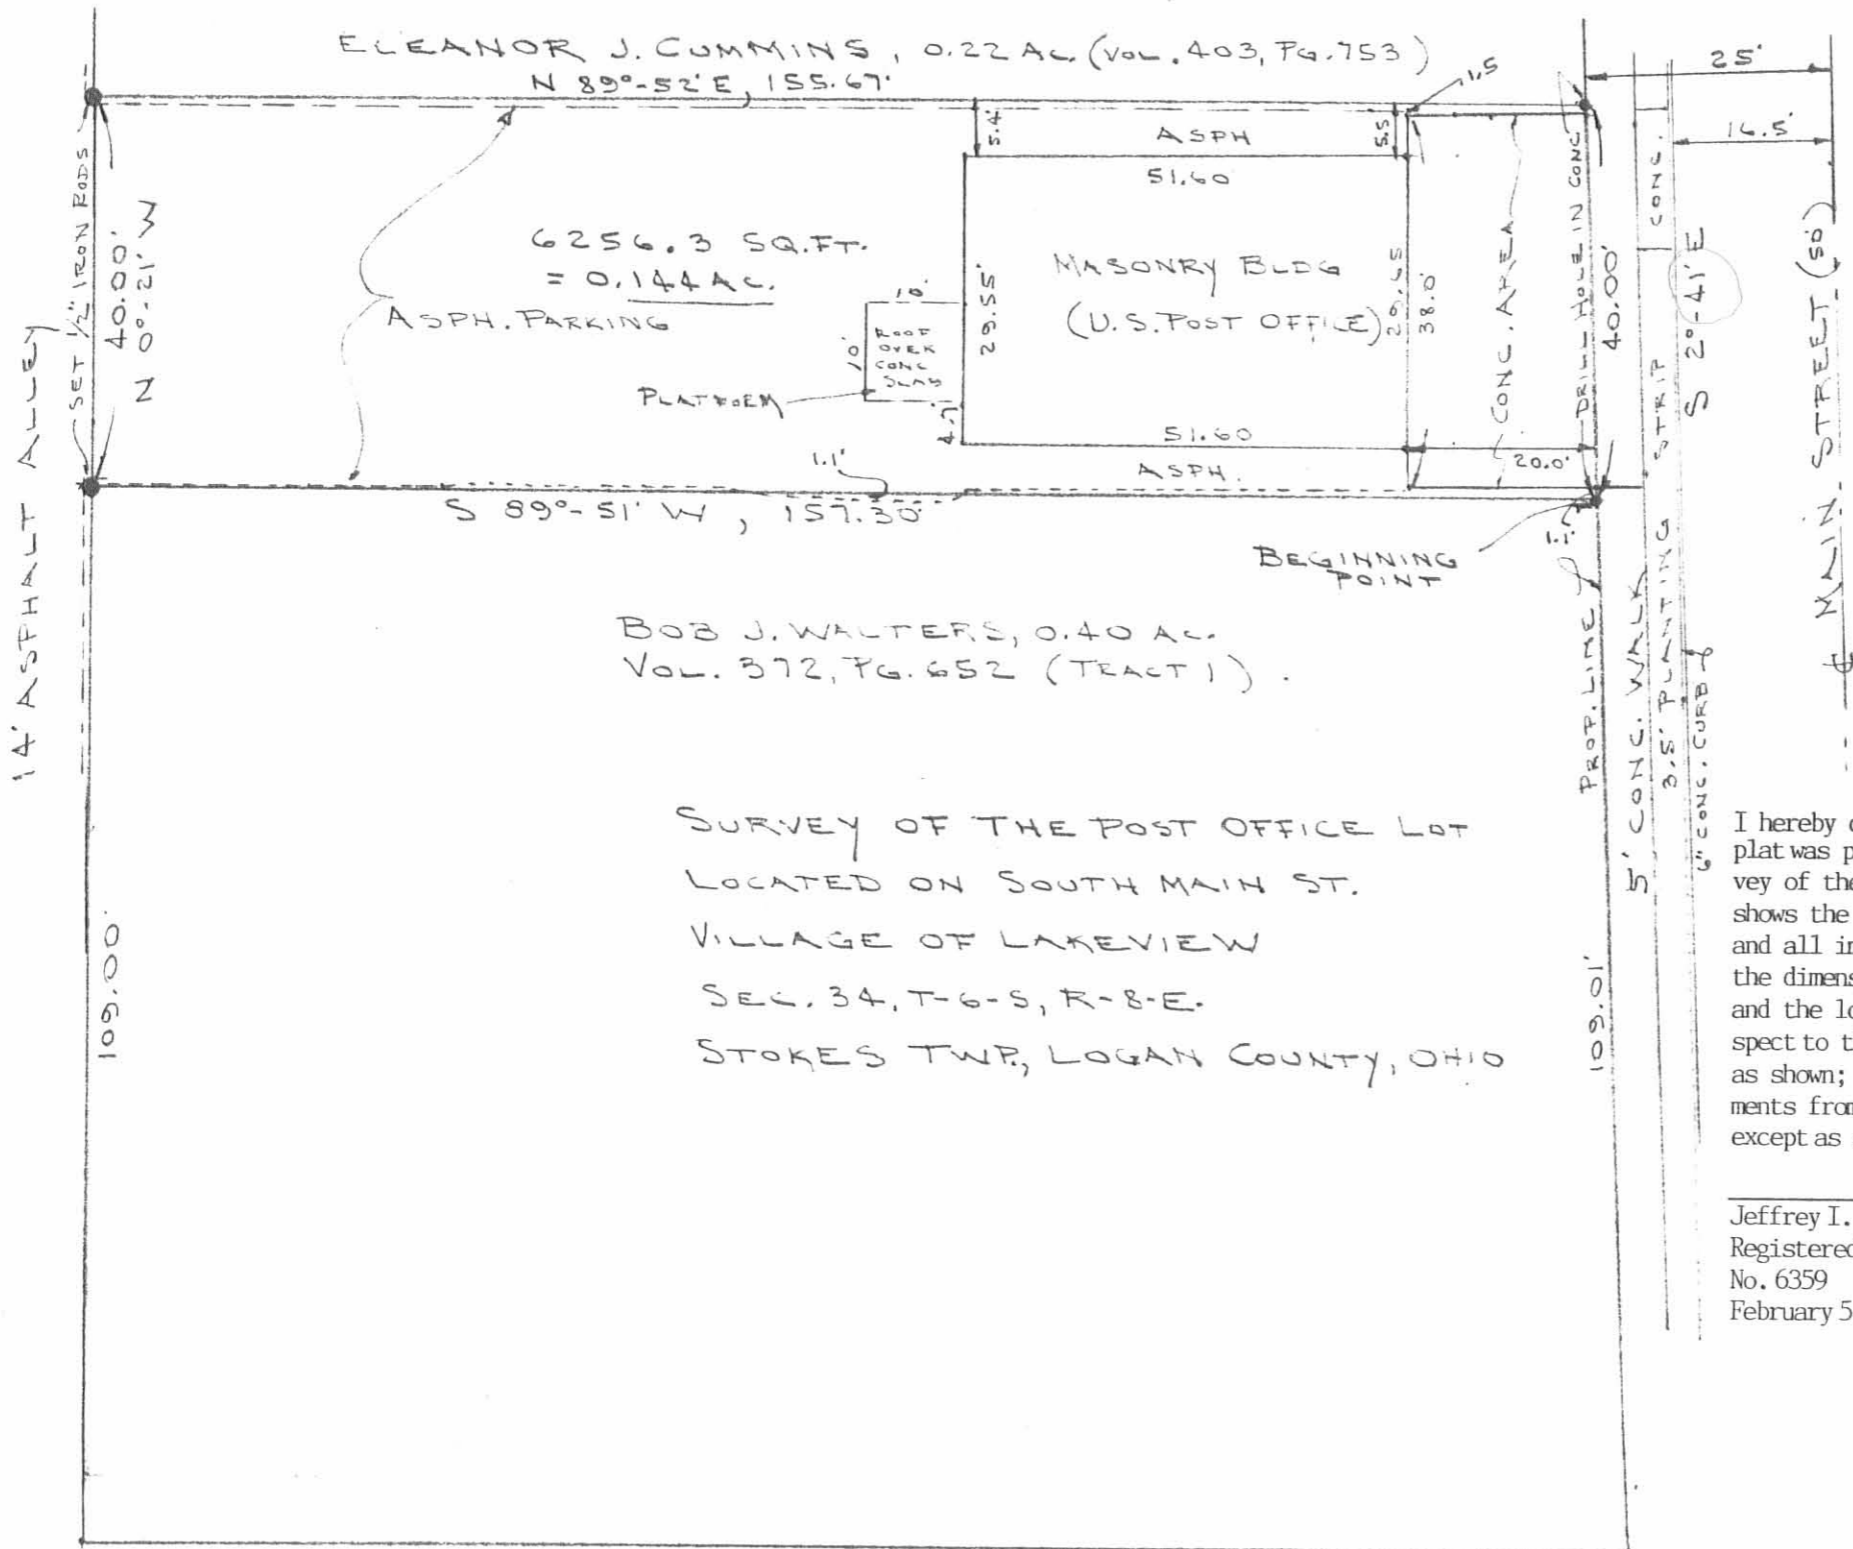 ELEANOR J. CUMMINS, 0.22 AC. (VOL. 403, PG. 753)
N 89°-52' E, 155.67'
1.5
25'
16.5'
5.4'
ASPH
5.5
51.60
SET 1/2" IRON RODS
40.00'
N 0°-21' W
6256.3 SQ.FT.
= 0.144 AC.
ASPH. PARKING
10'
10'
ROOF
OVER
CONC
SLAB
PLATFORM
4.7
29.55'
MASONRY BLDG
(U.S. POST OFFICE)
29.65
38.0'
CONC. AREA
DRILL HOLE IN CONC
40.00'
CONC.
S 2°-41' E
MAIN STREET (50')
14' ASPHALT ALLEY
51.60
20.0'
1.1'
ASPH.
S 89°-51' W, 157.30'
BEGINNING
POINT
BOB J. WALTERS, 0.40 AC.
VOL. 372, PG. 652 (TRACT 1).
PROP. LINE
5' CONC. WALK
3.5' PLANTING STRIP
6" CONC. CURB
SURVEY OF THE POST OFFICE LOT
LOCATED ON SOUTH MAIN ST.
VILLAGE OF LAKEVIEW
SEC. 34, T-6-S, R-8-E.
STOKES TWP., LOGAN COUNTY, OHIO
109.00
109.01'
I hereby
plat was p
vey of the
shows the
and all in
the dimens
and the lo
spect to t
as shown;
ments from
except as
Jeffrey I.
Registered
No. 6359
February 5